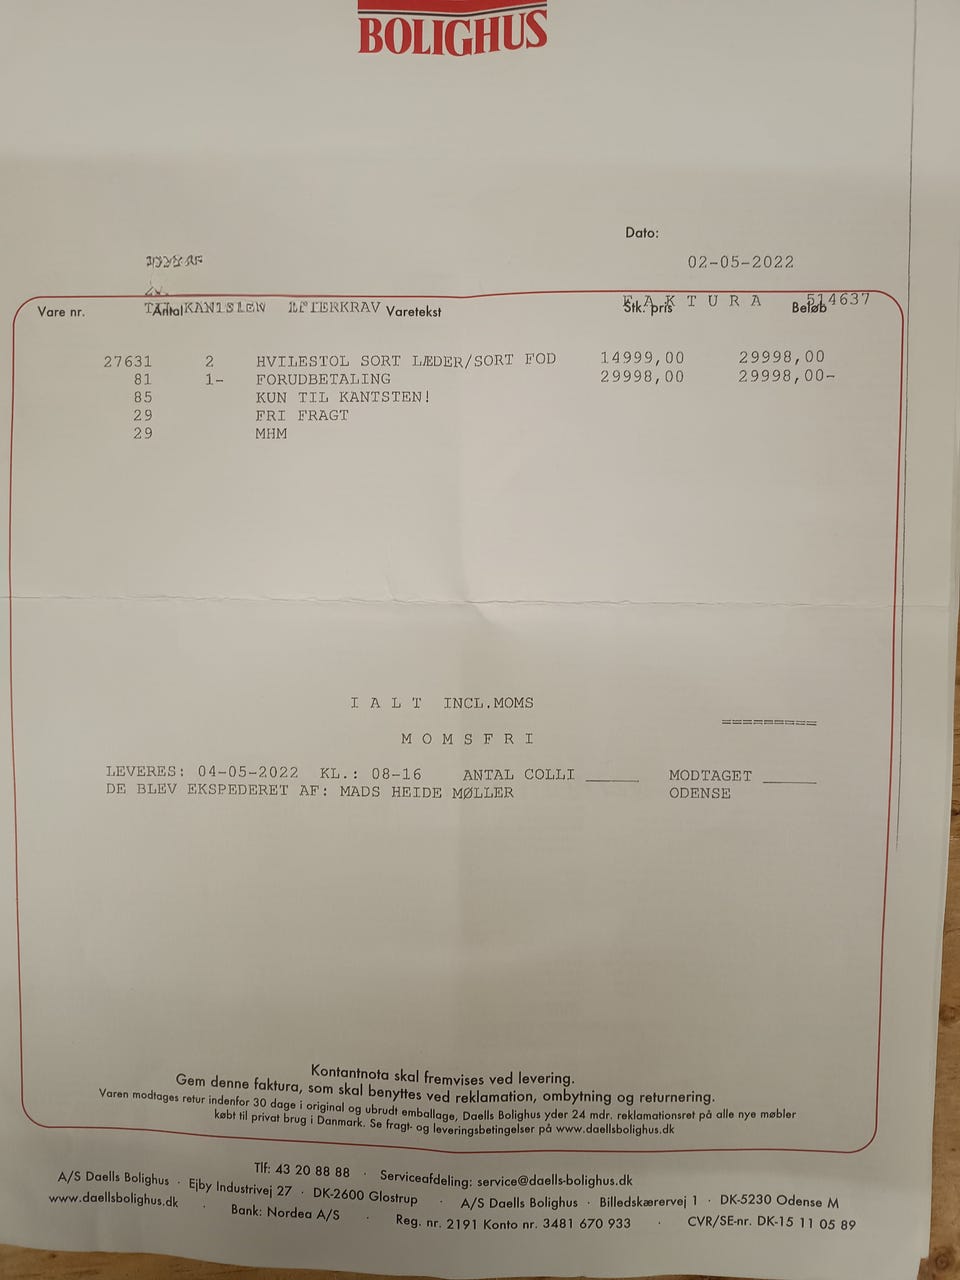 BOLIGHUS
Dato:
02-05-2022
TIL KANTSTEN EFTERKRAV
F A K T U R A 514637
Vare nr. Antal Varetekst Stk. pris Beløb
27631 2 HVILESTOL SORT LÆDER/SORT FOD 14999,00 29998,00
81 1- FORUDBETALING 29998,00 29998,00-
85 KUN TIL KANTSTEN!
29 FRI FRAGT
29 MHM
I A L T INCL.MOMS
=========
M O M S F R I
LEVERES: 04-05-2022 KL.: 08-16 ANTAL COLLI ______ MODTAGET ______
DE BLEV EKSPEDERET AF: MADS HEIDE MØLLER ODENSE
Kontantnota skal fremvises ved levering.
Gem denne faktura, som skal benyttes ved reklamation, ombytning og returnering.
Varen modtages retur indenfor 30 dage i original og ubrudt emballage, Daells Bolighus yder 24 mdr. reklamationsret på alle nye møbler
købt til privat brug i Danmark. Se fragt- og leveringsbetingelser på www.daellsbolighus.dk
Tlf: 43 20 88 88 · Serviceafdeling: service@daells-bolighus.dk
A/S Daells Bolighus · Ejby Industrivej 27 · DK-2600 Glostrup · A/S Daells Bolighus · Billedskærervej 1 · DK-5230 Odense M
www.daellsbolighus.dk · Bank: Nordea A/S · Reg. nr. 2191 Konto nr. 3481 670 933 · CVR/SE-nr. DK-15 11 05 89